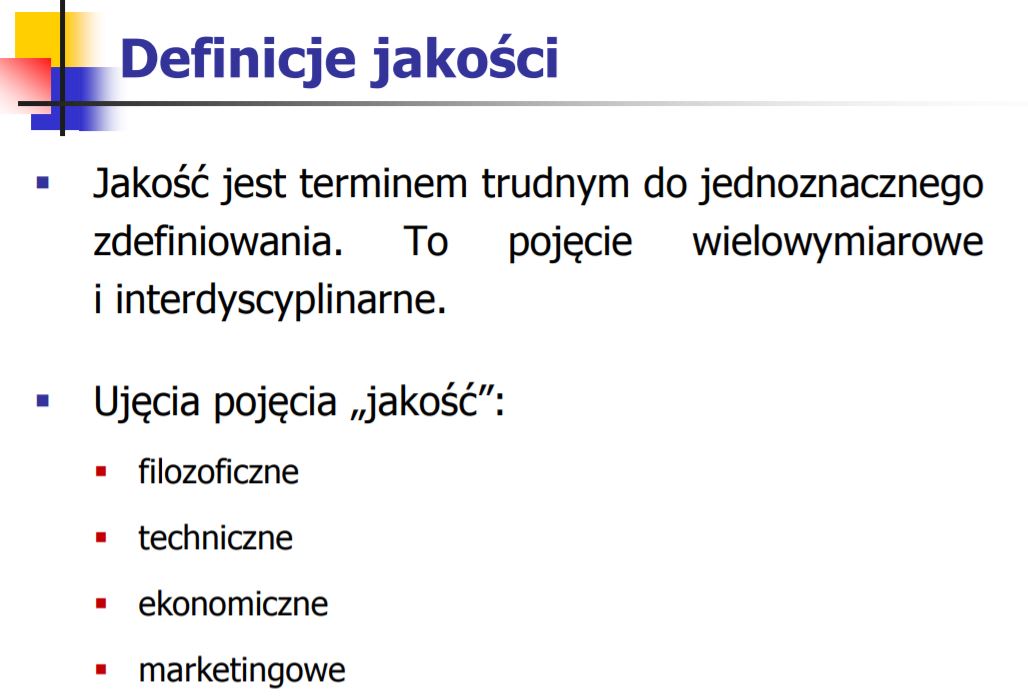 Definicje jakości
Jakość jest terminem trudnym do jednoznacznego
zdefiniowania. To pojęcie wielowymiarowe
i interdyscyplinarne.
Ujęcia pojęcia „jakość”:
filozoficzne
techniczne
ekonomiczne
marketingowe